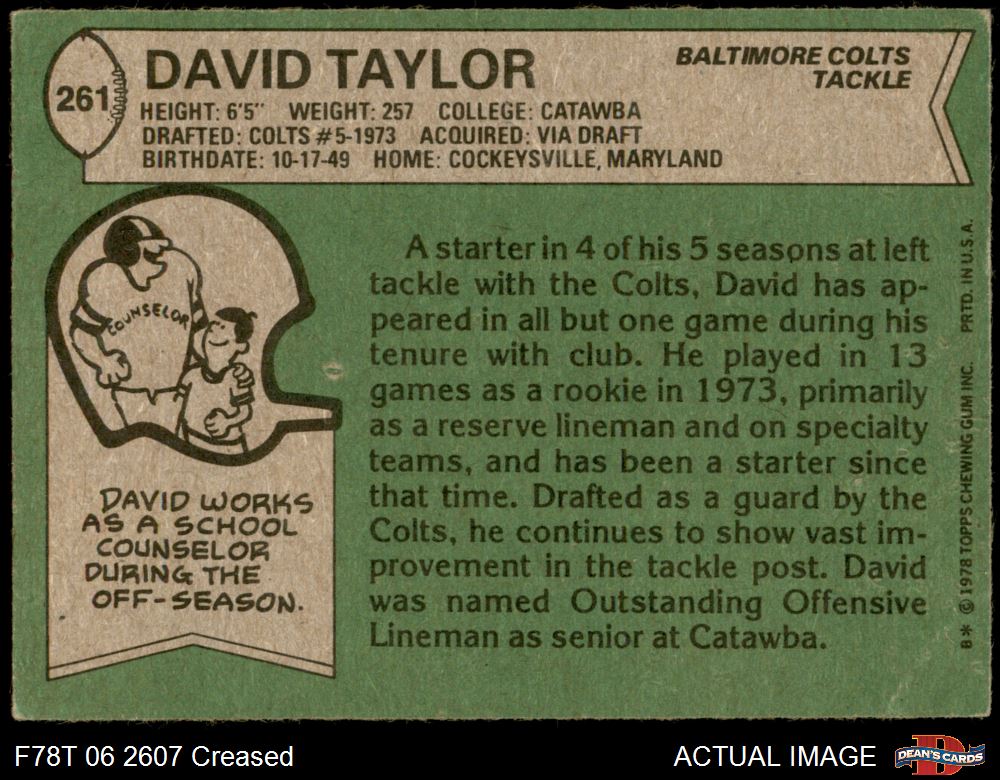 261
DAVID TAYLOR
BALTIMORE COLTS
TACKLE
HEIGHT: 6'5" WEIGHT: 257 COLLEGE: CATAWBA
DRAFTED: COLTS #5-1973 ACQUIRED: VIA DRAFT
BIRTHDATE: 10-17-49 HOME: COCKEYSVILLE, MARYLAND
COUNSELOR
DAVID WORKS
AS A SCHOOL
COUNSELOR
DURING THE
OFF-SEASON.
A starter in 4 of his 5 seasons at left
tackle with the Colts, David has ap-
peared in all but one game during his
tenure with club. He played in 13
games as a rookie in 1973, primarily
as a reserve lineman and on specialty
teams, and has been a starter since
that time. Drafted as a guard by the
Colts, he continues to show vast im-
provement in the tackle post. David
was named Outstanding Offensive
Lineman as senior at Catawba.
B* © 1978 TOPPS CHEWING GUM INC. PRTD. IN U.S.A.
F78T 06 2607 Creased
ACTUAL IMAGE
DEAN'S CARDS